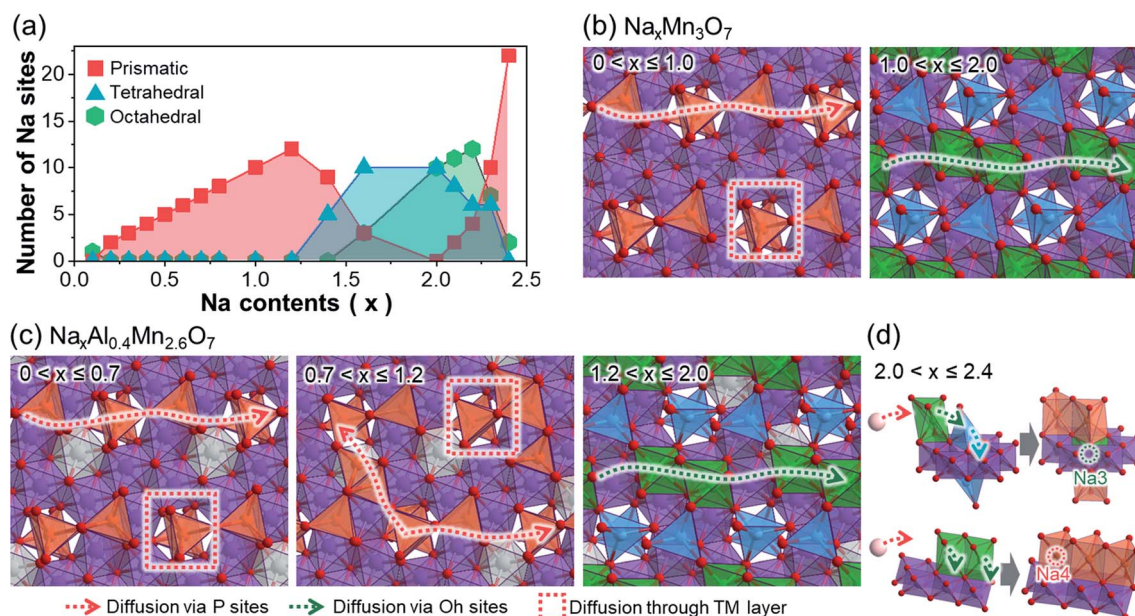 (a)
Number of Na sites
20
15
10
5
0
Prismatic
Tetrahedral
Octahedral
0.0 0.5 1.0 1.5 2.0 2.5
Na contents ( x )
(b) NaₓMn₃O₇
0 < x ≤ 1.0
1.0 < x ≤ 2.0
(c) NaₓAl₀.₄Mn₂.₆O₇
0 < x ≤ 0.7
0.7 < x ≤ 1.2
1.2 < x ≤ 2.0
(d)
2.0 < x ≤ 2.4
Na3
Na4
Diffusion via P sites
Diffusion via Oh sites
Diffusion through TM layer